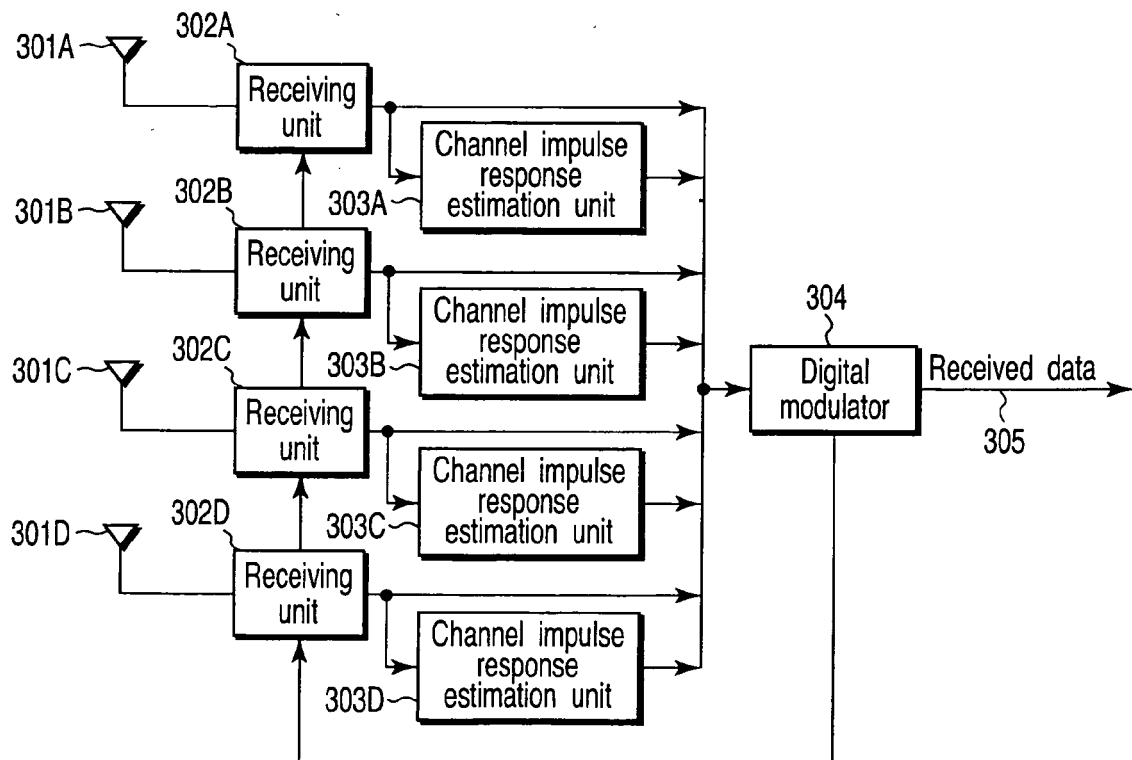 301A
302A
Receiving
unit
Channel impulse
response
estimation unit
303A
301B
302B
Receiving
unit
Channel impulse
response
estimation unit
303B
304
Digital
modulator
Received data
305
301C
302C
Receiving
unit
Channel impulse
response
estimation unit
303C
301D
302D
Receiving
unit
Channel impulse
response
estimation unit
303D